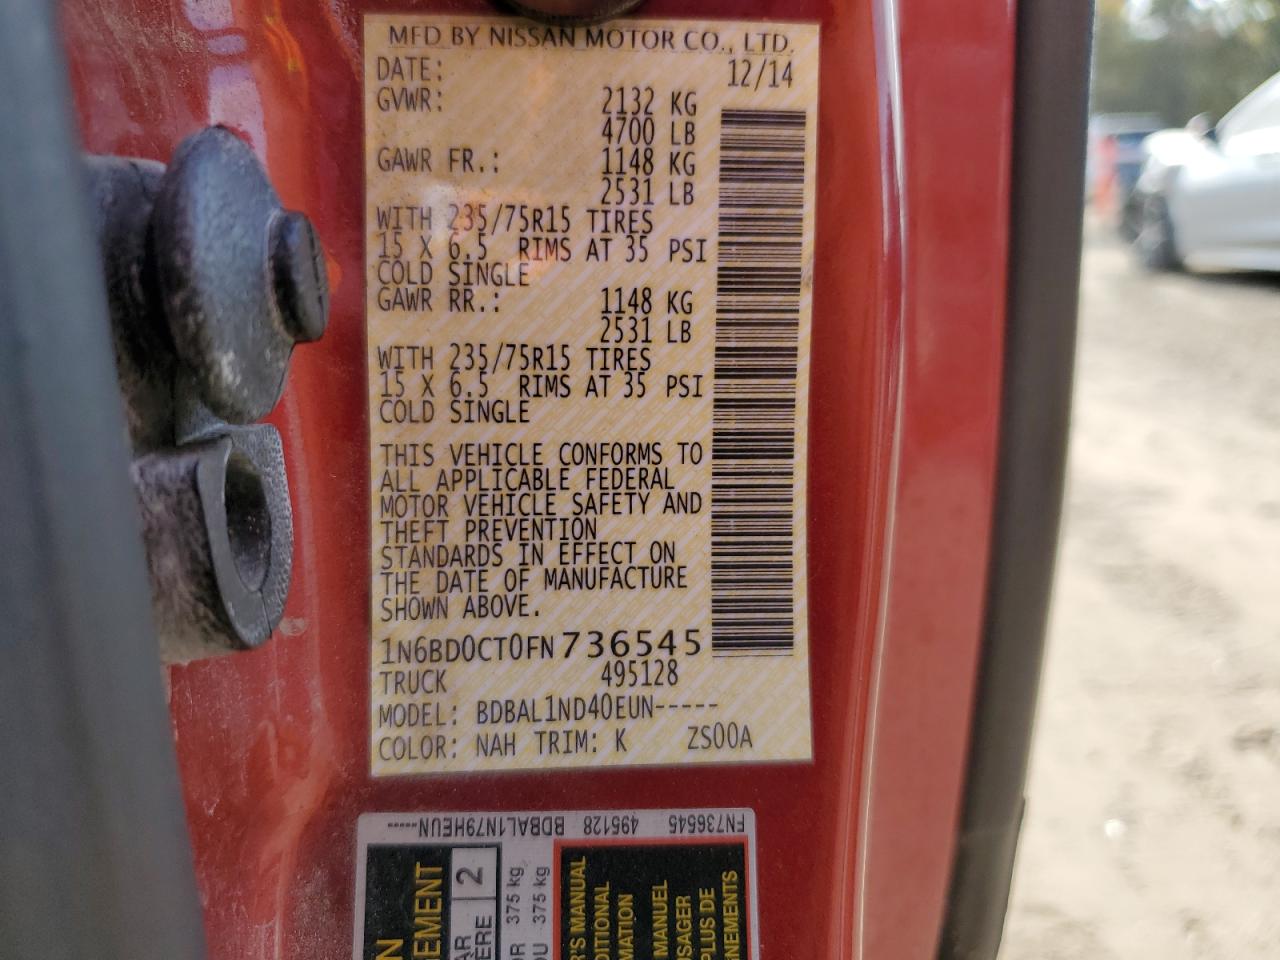 MFD BY NISSAN MOTOR CO., LTD.
DATE: 12/14
GVWR: 2132 KG
4700 LB
GAWR FR.: 1148 KG
2531 LB
WITH 235/75R15 TIRES
15 X 6.5 RIMS AT 35 PSI
COLD SINGLE
GAWR RR.: 1148 KG
2531 LB
WITH 235/75R15 TIRES
15 X 6.5 RIMS AT 35 PSI
COLD SINGLE
THIS VEHICLE CONFORMS TO
ALL APPLICABLE FEDERAL
MOTOR VEHICLE SAFETY AND
THEFT PREVENTION
STANDARDS IN EFFECT ON
THE DATE OF MANUFACTURE
SHOWN ABOVE.
1N6BD0CT0FN736545
TRUCK 495128
MODEL: BDBAL1ND40EUN-----
COLOR: NAH TRIM: K ZS00A
FN736545 495128 BDBAL1N79HEUN-----
2
375 kg
375 kg
'S MANUAL
MANUEL
PLUS DE